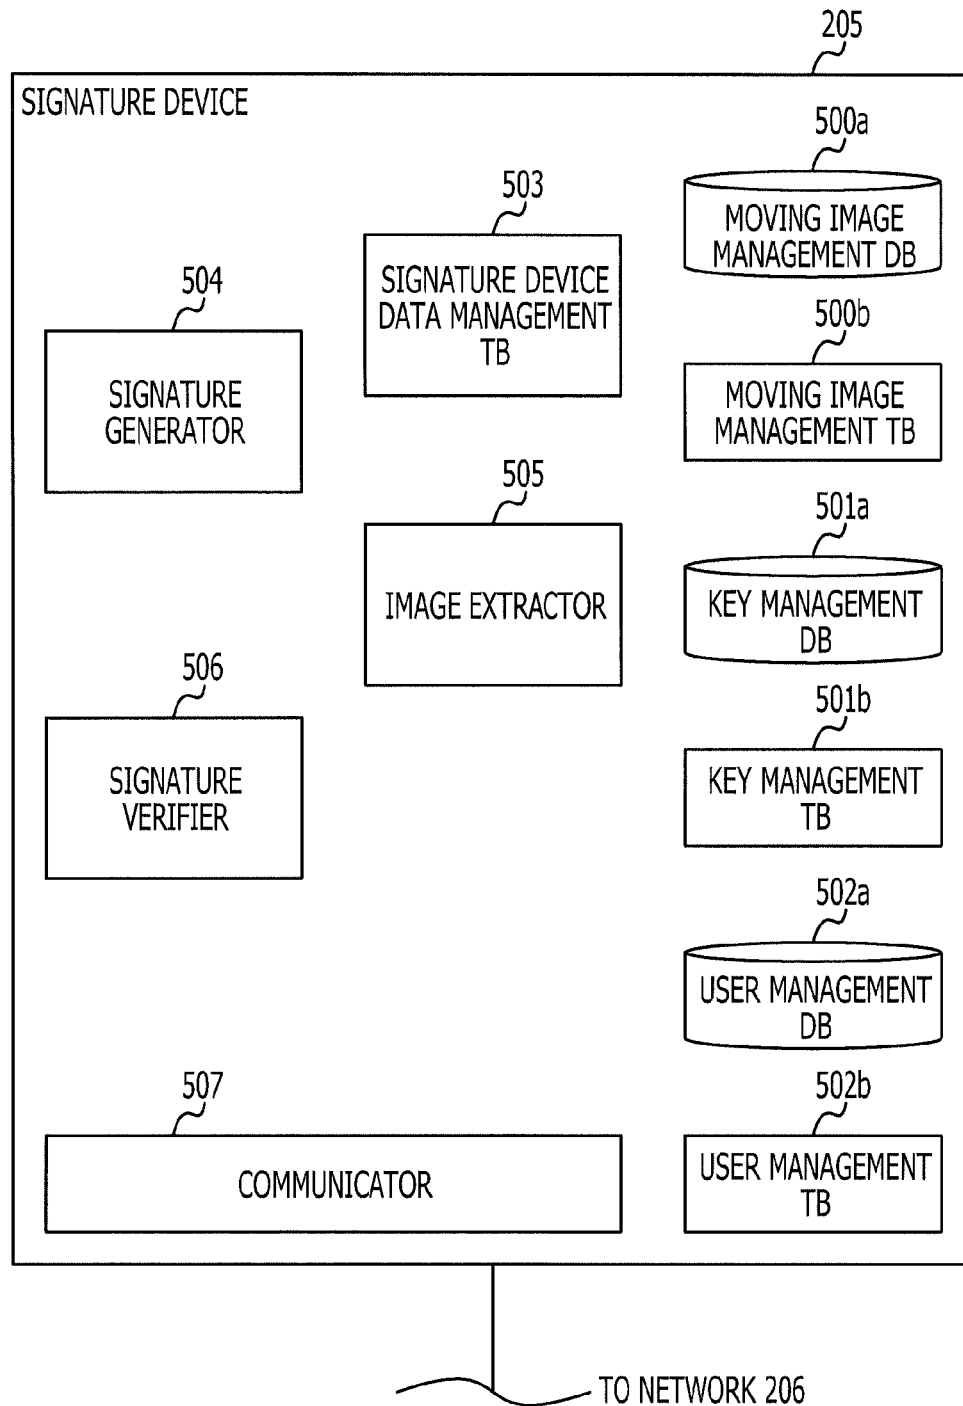 205
SIGNATURE DEVICE
500a
MOVING IMAGE
MANAGEMENT DB
503
SIGNATURE DEVICE
DATA MANAGEMENT
TB
504
SIGNATURE
GENERATOR
500b
MOVING IMAGE
MANAGEMENT TB
505
IMAGE EXTRACTOR
501a
KEY MANAGEMENT
DB
506
SIGNATURE
VERIFIER
501b
KEY MANAGEMENT
TB
502a
USER MANAGEMENT
DB
507
COMMUNICATOR
502b
USER MANAGEMENT
TB
TO NETWORK 206